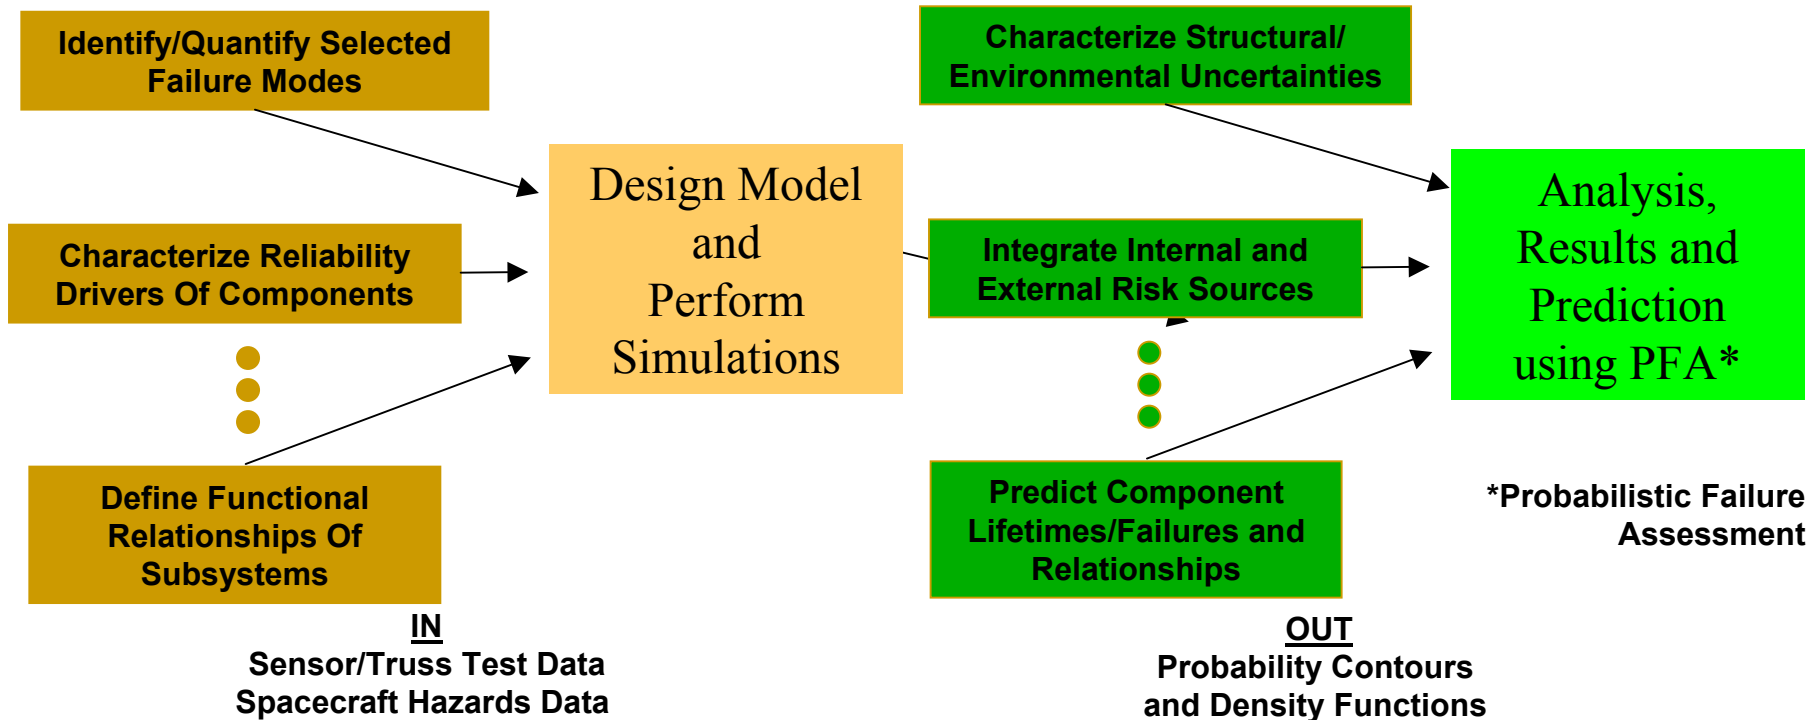 Identify/Quantify Selected
Failure Modes
Characterize Structural/
Environmental Uncertainties
Design Model
and
Perform
Simulations
Analysis,
Results and
Prediction
using PFA*
Characterize Reliability
Drivers Of Components
Integrate Internal and
External Risk Sources
Define Functional
Relationships Of
Subsystems
Predict Component
Lifetimes/Failures and
Relationships
*Probabilistic Failure
Assessment
IN
Sensor/Truss Test Data
Spacecraft Hazards Data
OUT
Probability Contours
and Density Functions